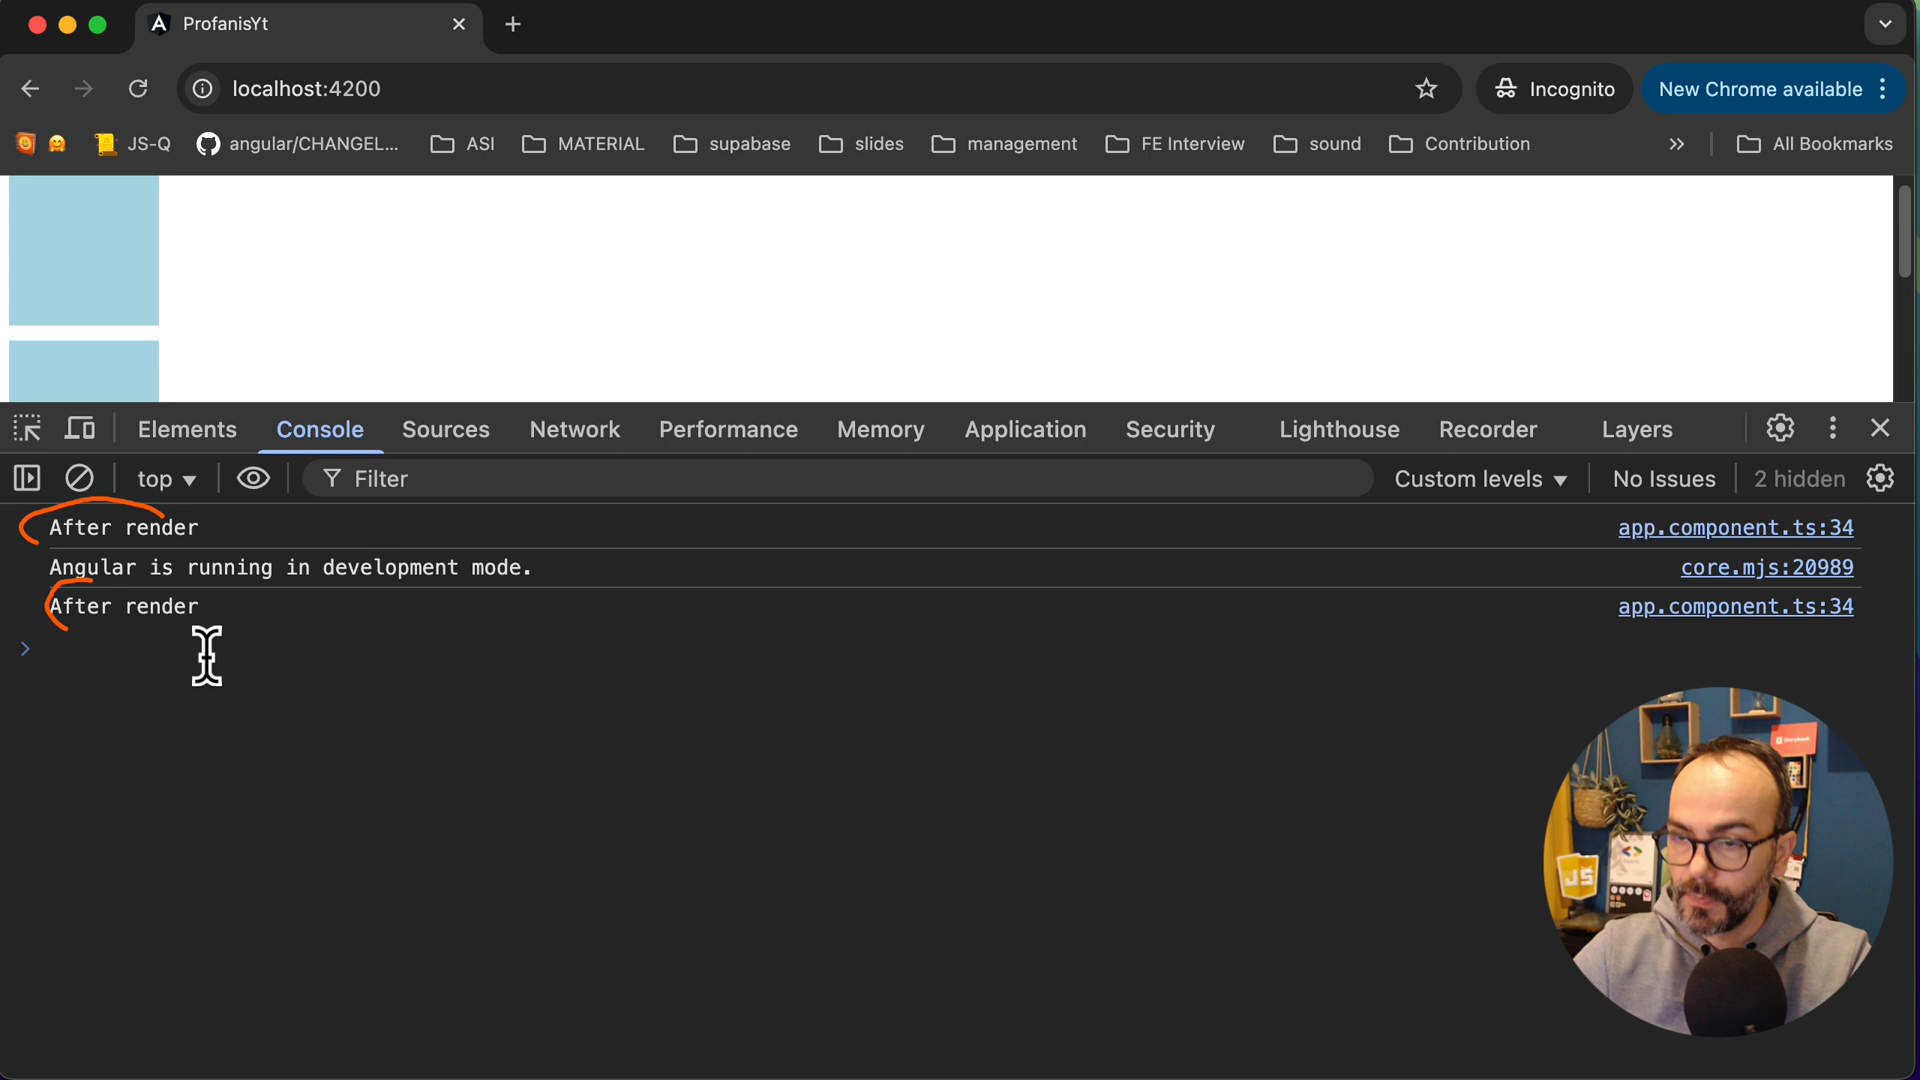 ProfanisYt
localhost:4200
Incognito
New Chrome available
JS-Q
angular/CHANGEL...
ASI
MATERIAL
supabase
slides
management
FE Interview
sound
Contribution
All Bookmarks
Elements
Console
Sources
Network
Performance
Memory
Application
Security
Lighthouse
Recorder
Layers
top
Filter
Custom levels
No Issues
2 hidden
After render app.component.ts:34
Angular is running in development mode. core.mjs:20989
After render app.component.ts:34
JS